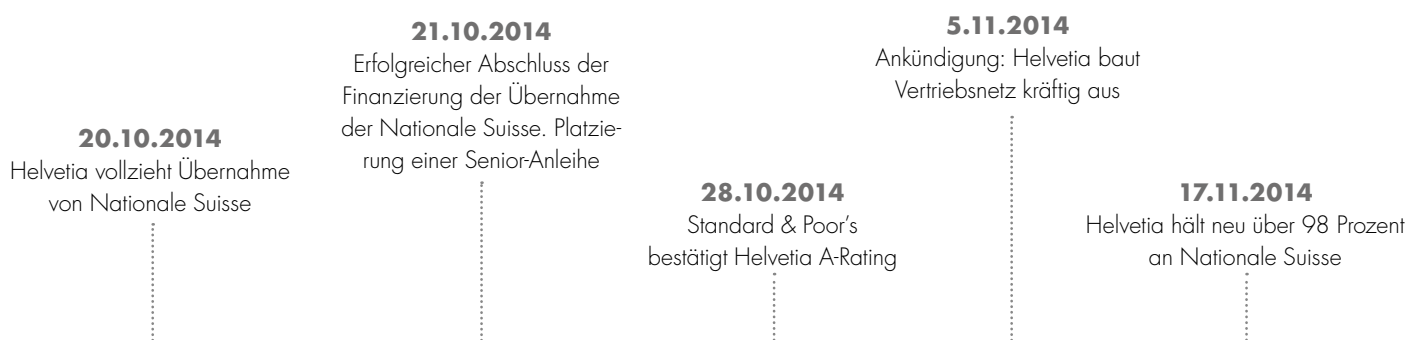 20.10.2014
Helvetia vollzieht Übernahme
von Nationale Suisse
21.10.2014
Erfolgreicher Abschluss der
Finanzierung der Übernahme
der Nationale Suisse. Platzie-
rung einer Senior-Anleihe
28.10.2014
Standard & Poor's
bestätigt Helvetia A-Rating
5.11.2014
Ankündigung: Helvetia baut
Vertriebsnetz kräftig aus
17.11.2014
Helvetia hält neu über 98 Prozent
an Nationale Suisse